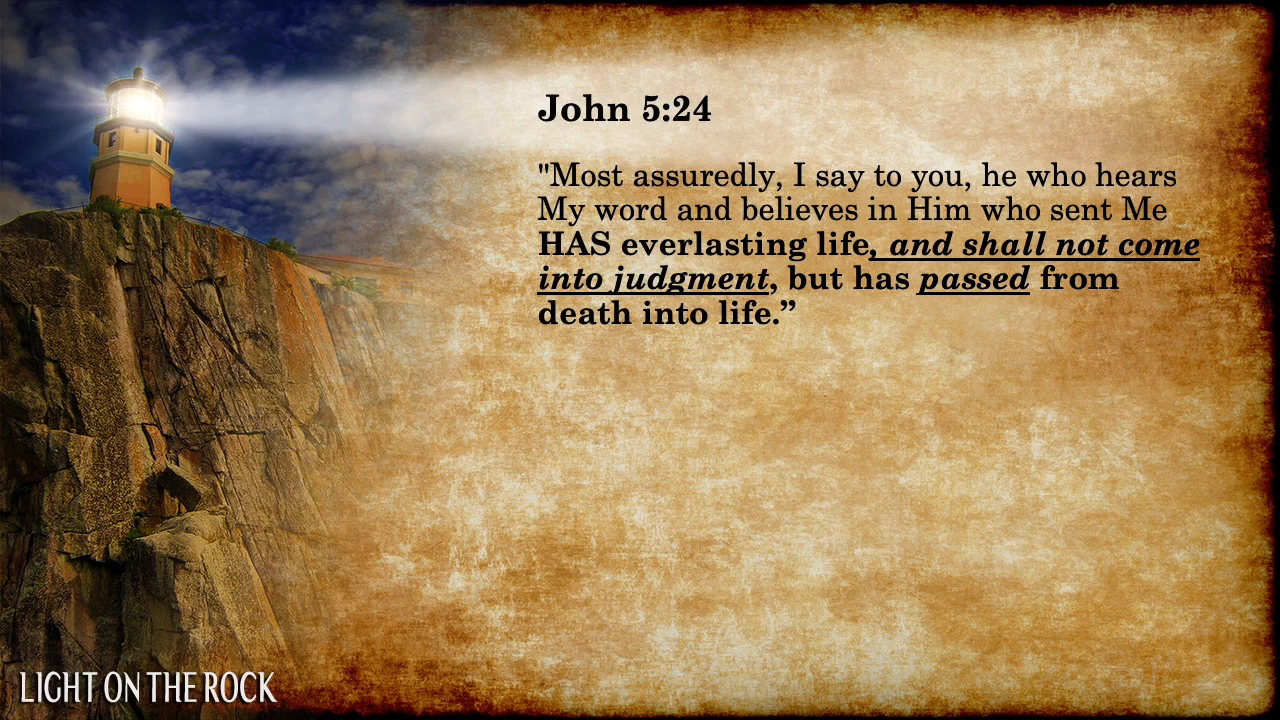 John 5:24
"Most assuredly, I say to you, he who hears
My word and believes in Him who sent Me
HAS everlasting life, and shall not come
into judgment, but has passed from
death into life.”
LIGHT ON THE ROCK